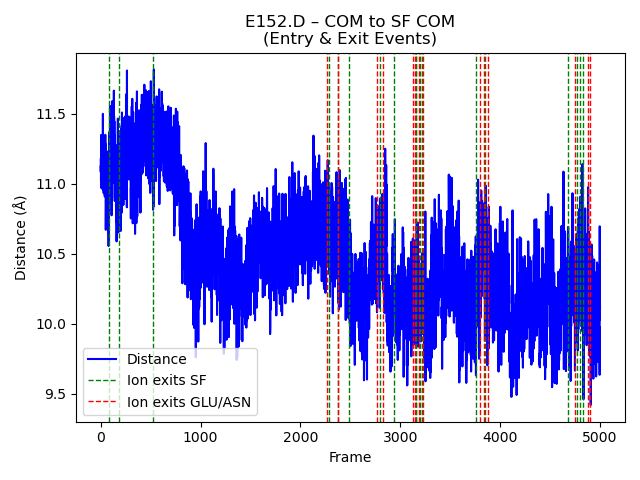 E152.D – COM to SF COM
(Entry & Exit Events)
Distance (Å)
11.5
11.0
10.5
10.0
9.5
Distance
Ion exits SF
Ion exits GLU/ASN
0 1000 2000 3000 4000 5000
Frame